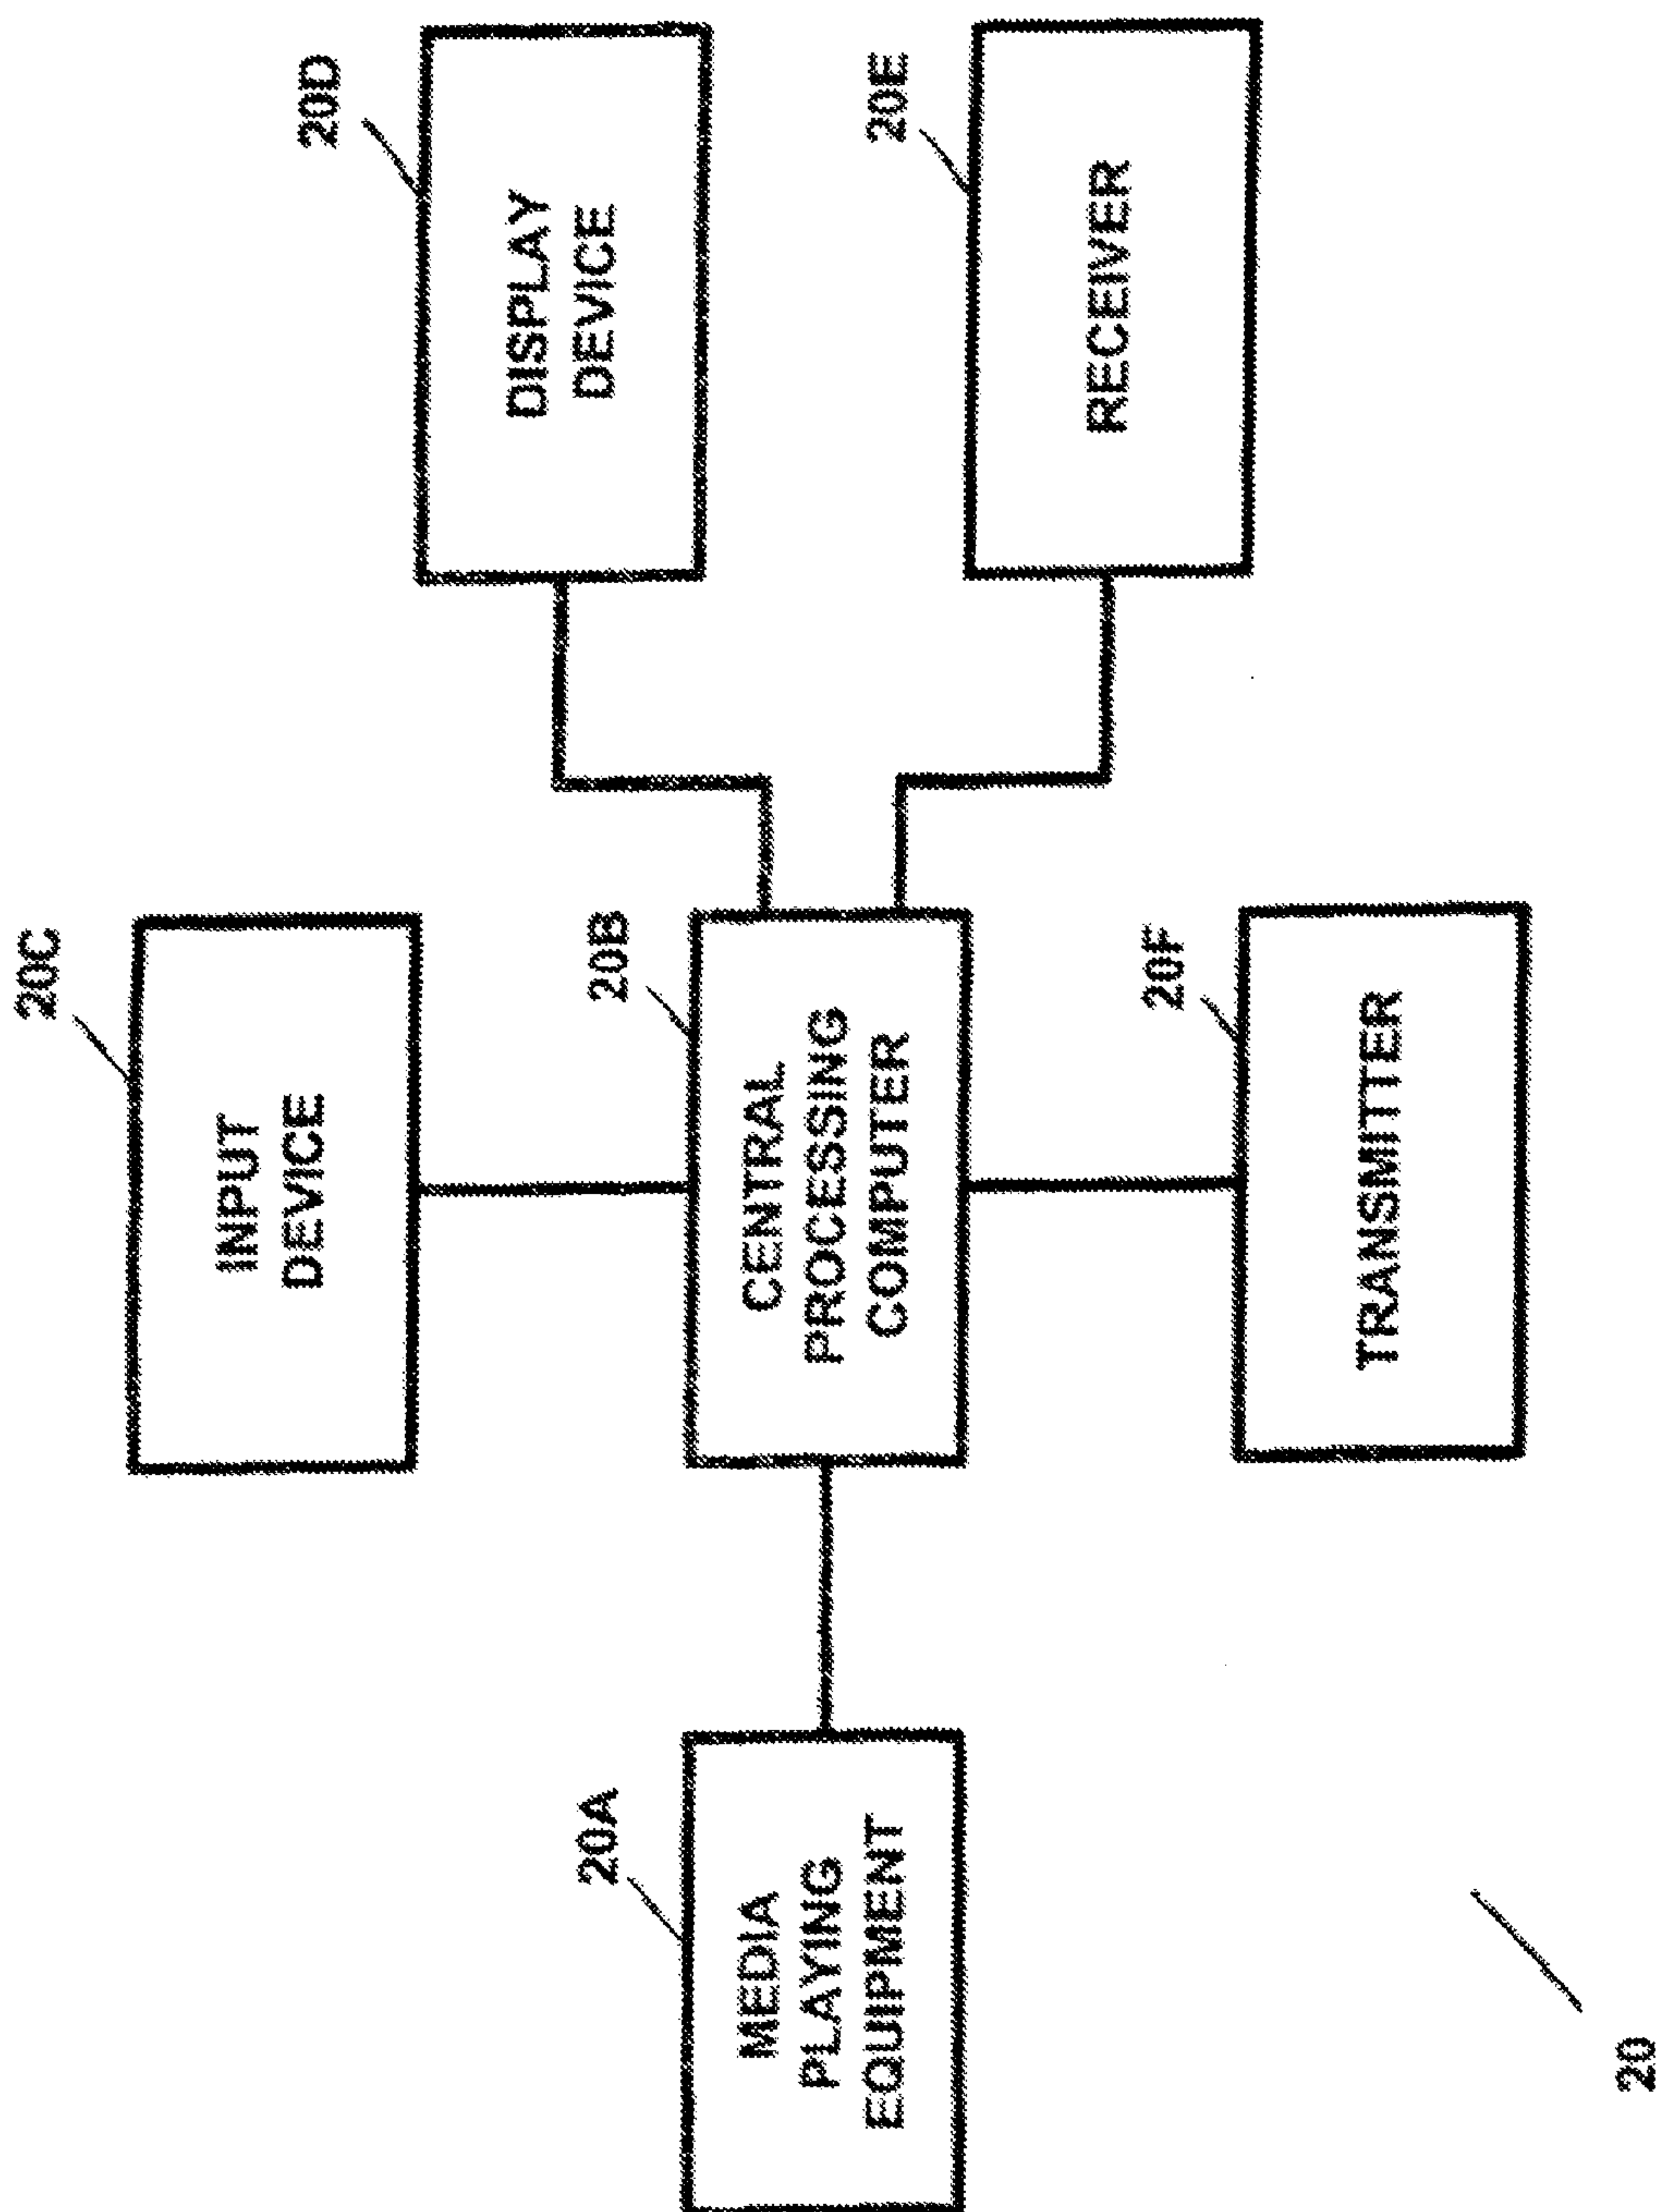 20C
INPUT
DEVICE
20D
DISPLAY
DEVICE
20A
MEDIA
PLAYING
EQUIPMENT
20B
CENTRAL
PROCESSING
COMPUTER
20E
RECEIVER
20F
TRANSMITTER
20